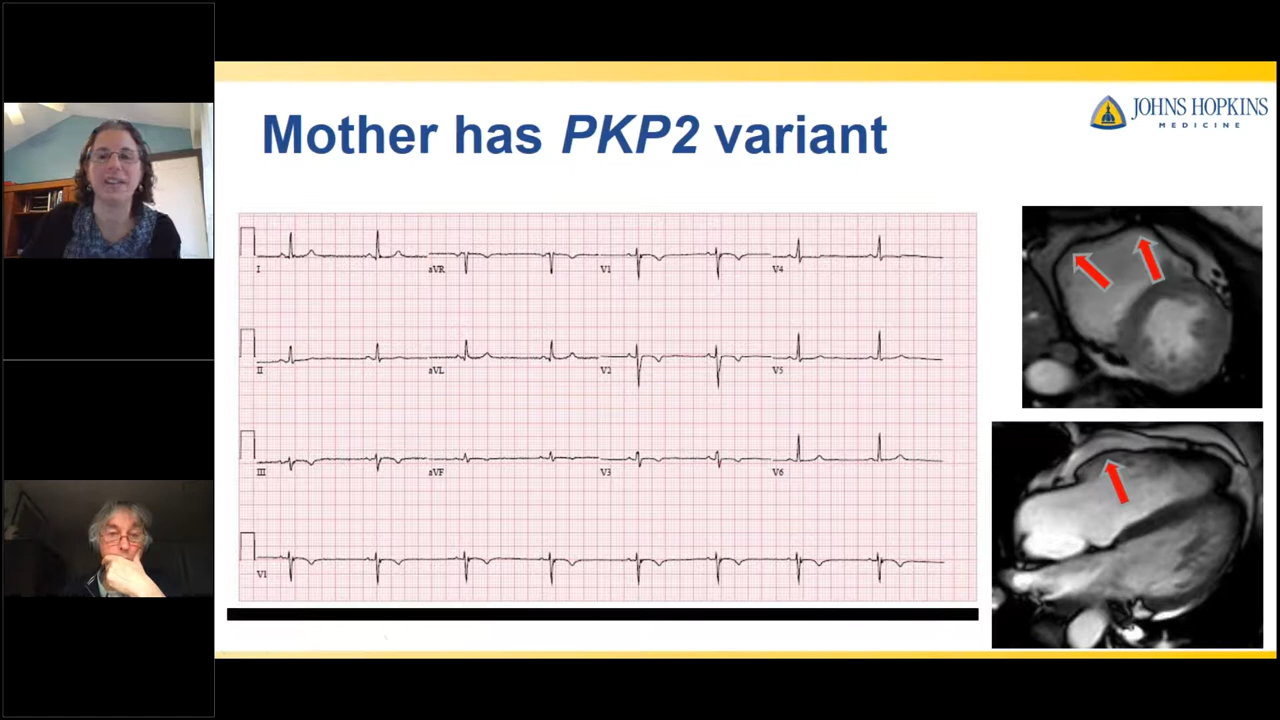 Mother has PKP2 variant
JOHNS HOPKINS
MEDICINE
I
aVR
V1
V4
II
aVL
V2
V5
III
aVF
V3
V6
V1